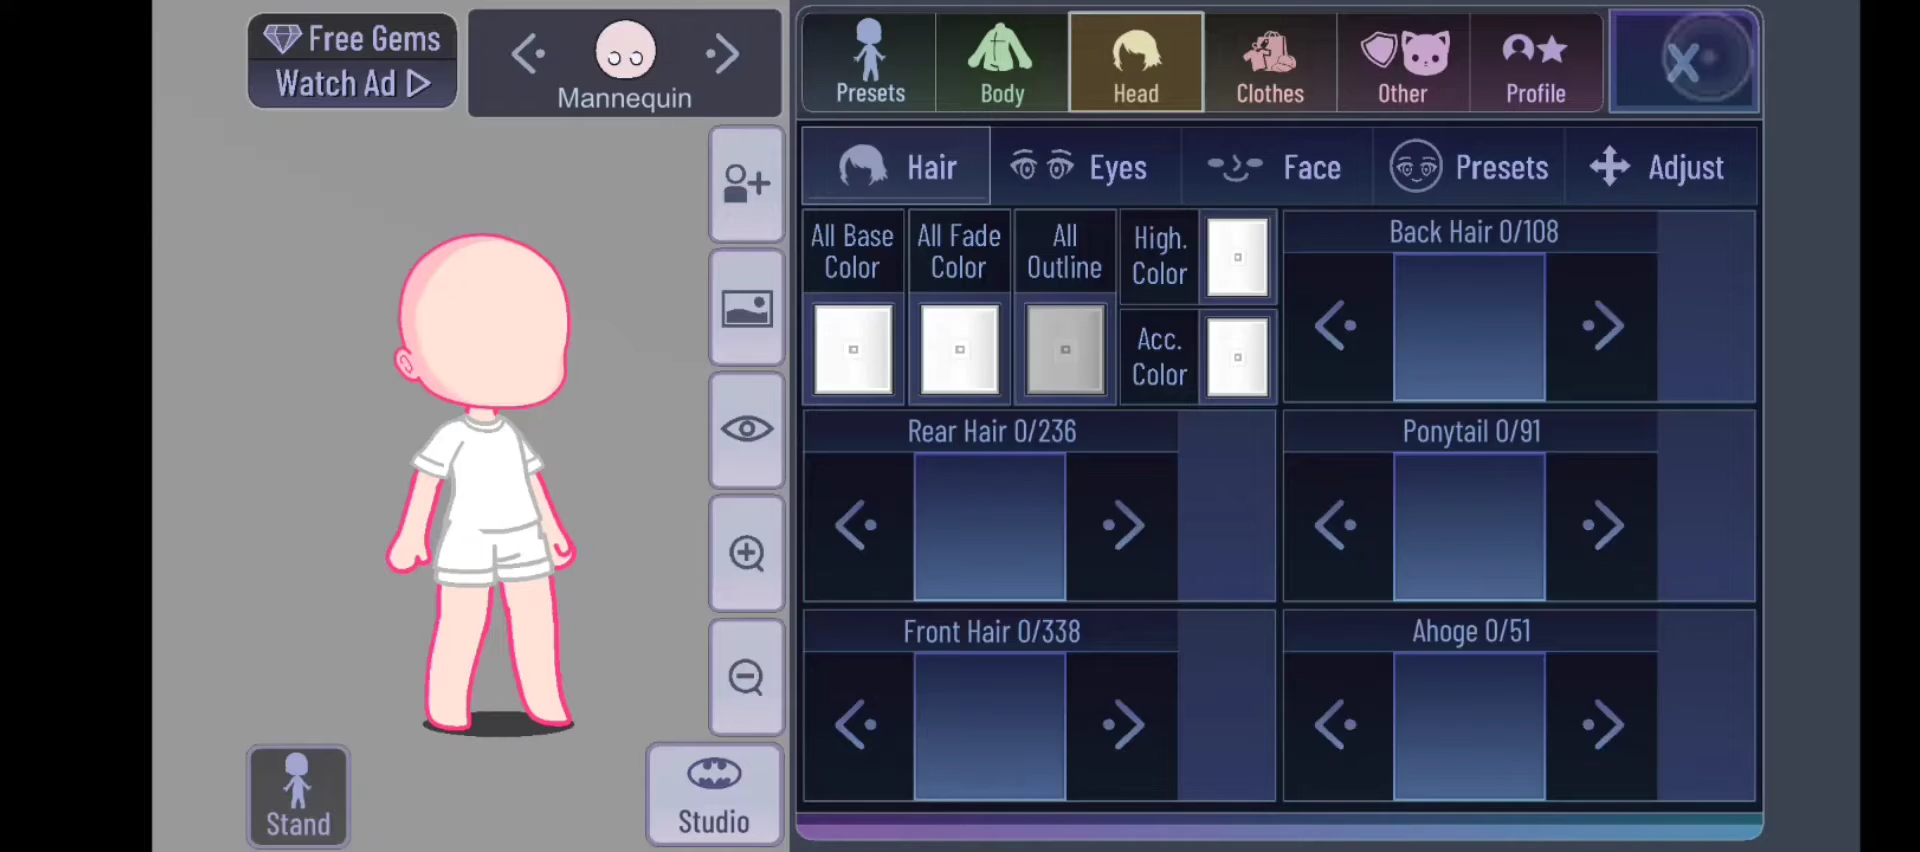 Free Gems
Watch Ad
Mannequin
Presets
Body
Head
Clothes
Other
Profile
X
Hair
Eyes
Face
Presets
Adjust
All Base
Color
All Fade
Color
All
Outline
High.
Color
Acc.
Color
Back Hair 0/108
Rear Hair 0/236
Ponytail 0/91
Front Hair 0/338
Ahoge 0/51
Stand
Studio